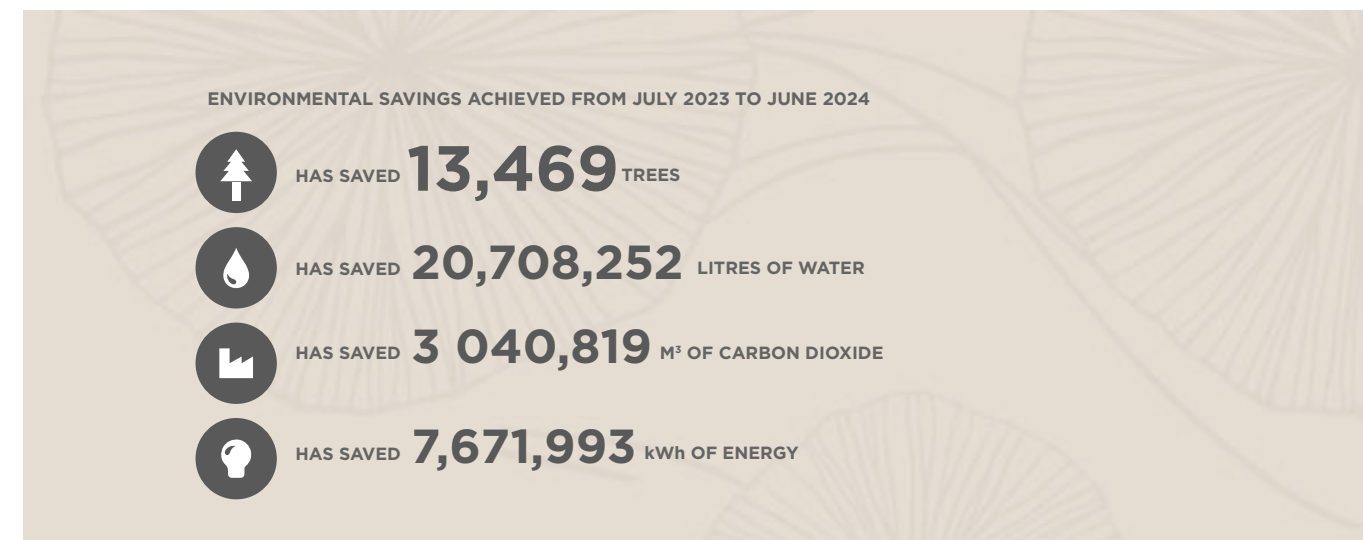 ENVIRONMENTAL SAVINGS ACHIEVED FROM JULY 2023 TO JUNE 2024
HAS SAVED 13,469 TREES
HAS SAVED 20,708,252 LITRES OF WATER
HAS SAVED 3 040,819 M³ OF CARBON DIOXIDE
HAS SAVED 7,671,993 kWh OF ENERGY